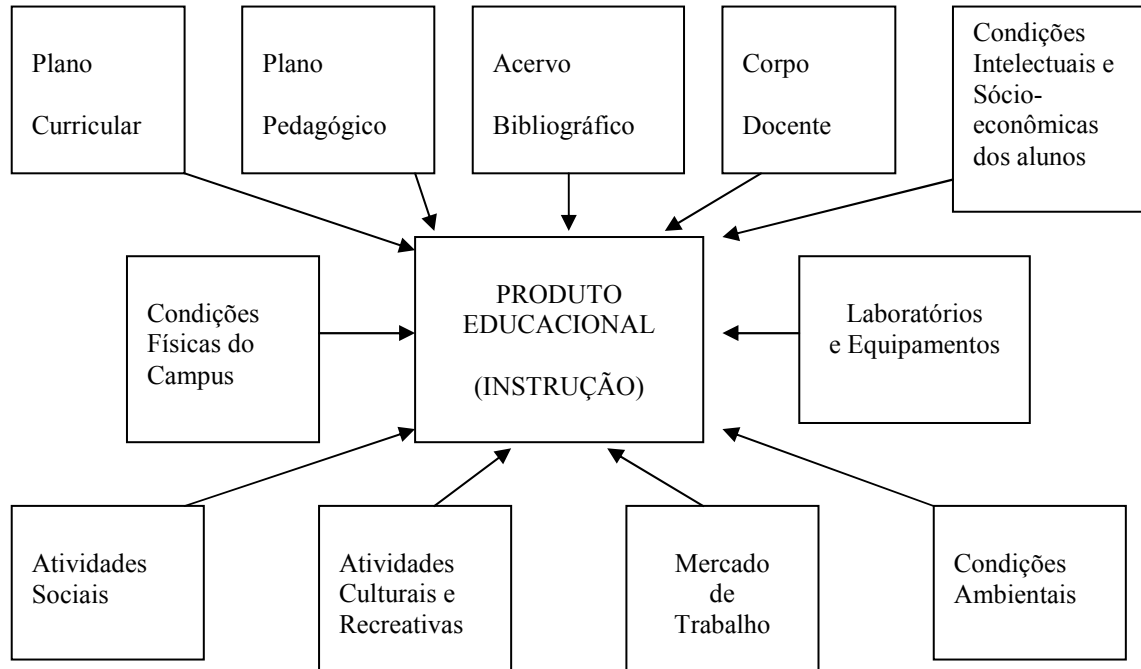 Plano
Curricular
Plano
Pedagógico
Acervo
Bibliográfico
Corpo
Docente
Condições
Intelectuais e
Sócio-
econômicas
dos alunos
Condições
Físicas do
Campus
PRODUTO
EDUCACIONAL
(INSTRUÇÃO)
Laboratórios
e Equipamentos
Atividades
Sociais
Atividades
Culturais e
Recreativas
Mercado
de
Trabalho
Condições
Ambientais